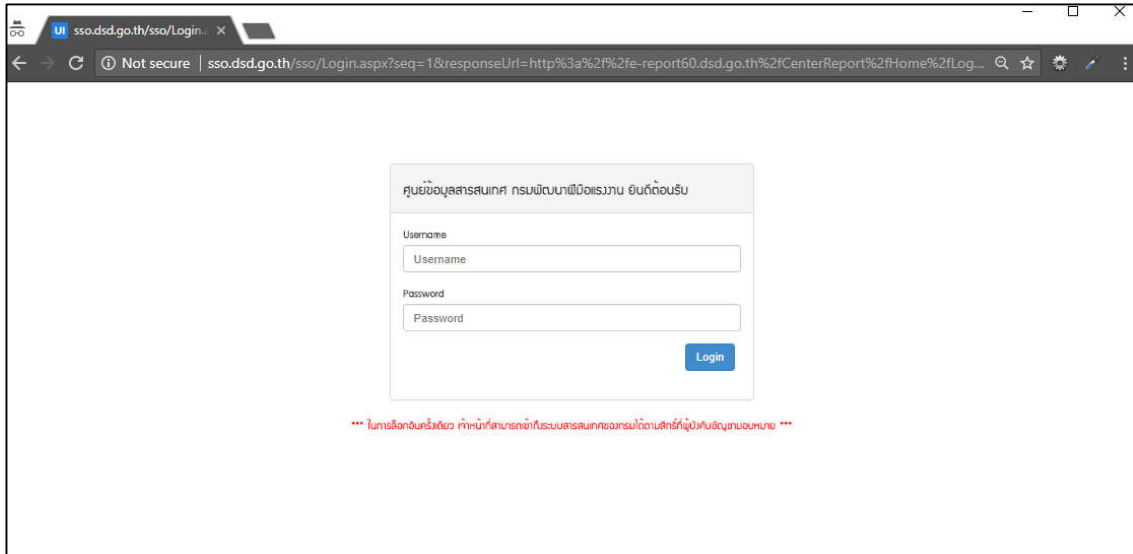 UI sso.dsd.go.th/sso/Login.
Not secure | sso.dsd.go.th/sso/Login.aspx?seq=1&responseUrl=http%3a%2f%2fe-report60.dsd.go.th%2fCenterReport%2fHome%2fLog...
ศูนย์ข้อมูลสารสนเทศ กรมพัฒนาฝีมือแรงงาน ยินดีต้อนรับ
Username
Username
Password
Password
Login
*** ในการล็อกอินครั้งเดียว เจ้าหน้าที่สามารถเข้าถึงระบบสารสนเทศของกรมได้ตามสิทธิ์ที่ผู้บังคับบัญชามอบหมาย ***